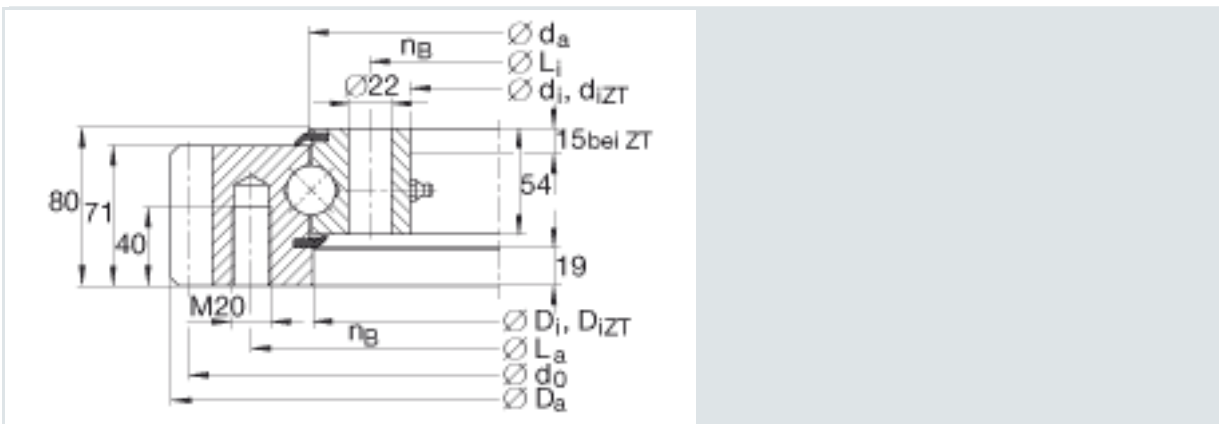 Ø da
nB
Ø Li
Ø22
Ø di, diZT
15bei ZT
54
80
71
40
19
M20
nB
Ø Di, DiZT
Ø La
Ø d0
Ø Da